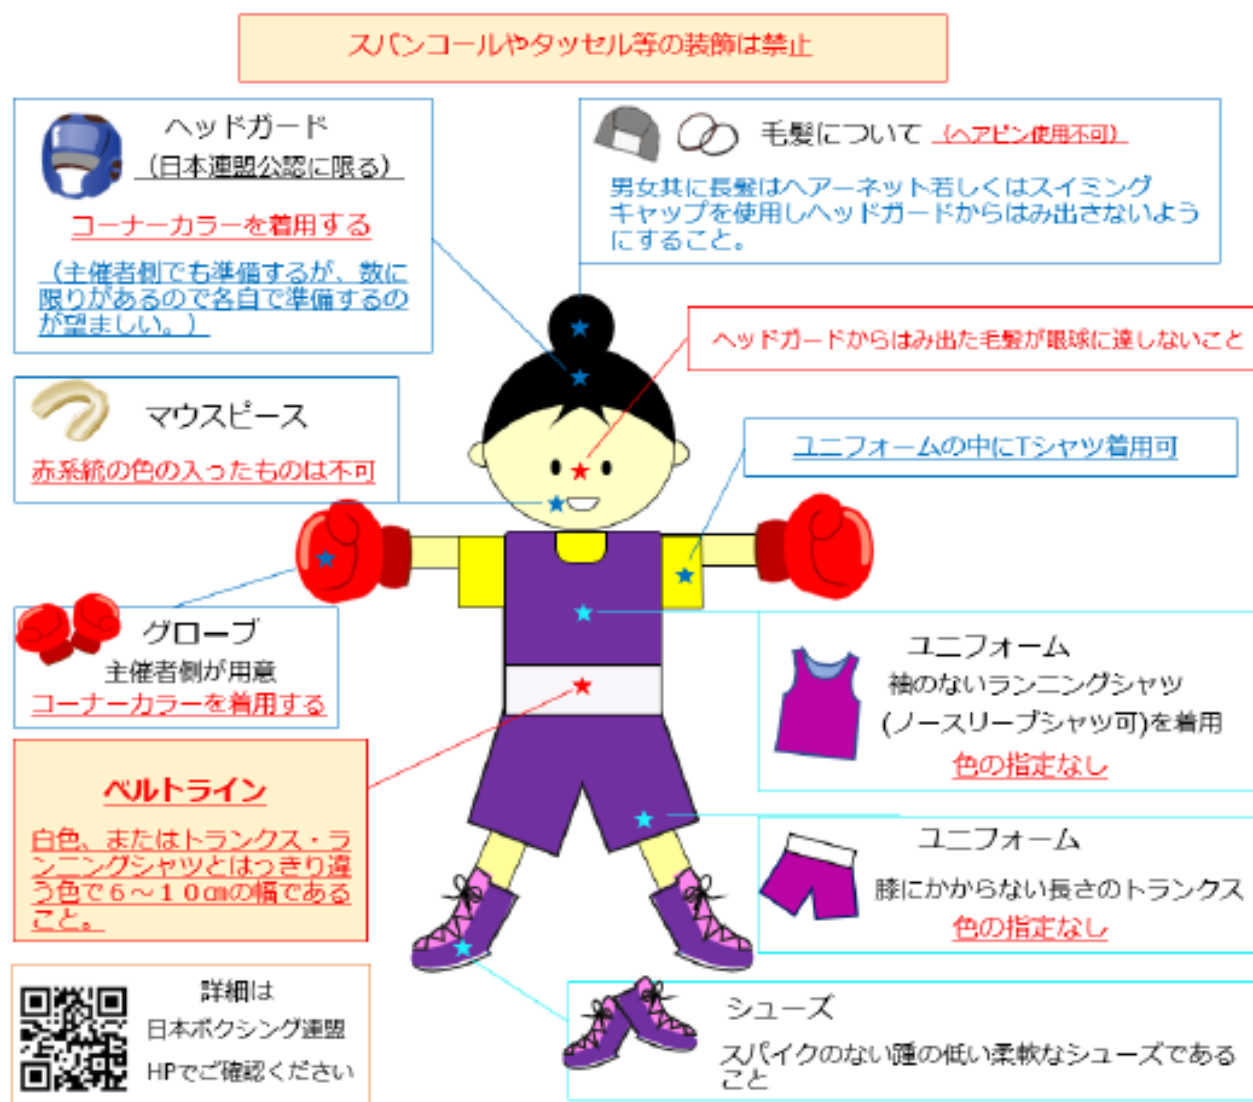 スパンコールやタッセル等の装飾は禁止
ヘッドガード
（日本連盟公認に限る）
コーナーカラーを着用する
（主催者側でも準備するが、数に
限りがあるので各自で準備するの
が望ましい。）
毛髪について （ヘアピン使用不可）
男女共に長髪はヘアーネット若しくはスイミング
キャップを使用しヘッドガードからはみ出さないよう
にすること。
ヘッドガードからはみ出た毛髪が眼球に達しないこと
マウスピース
赤系統の色の入ったものは不可
ユニフォームの中にTシャツ着用可
グローブ
主催者側が用意
コーナーカラーを着用する
ユニフォーム
袖のないランニングシャツ
(ノースリーブシャツ可)を着用
色の指定なし
ベルトライン
白色、またはトランクス・ラ
ンニングシャツとはっきり違
う色で６～１０㎝の幅である
こと。
ユニフォーム
膝にかからない長さのトランクス
色の指定なし
詳細は
日本ボクシング連盟
HPでご確認ください
シューズ
スパイクのない踵の低い柔軟なシューズである
こと